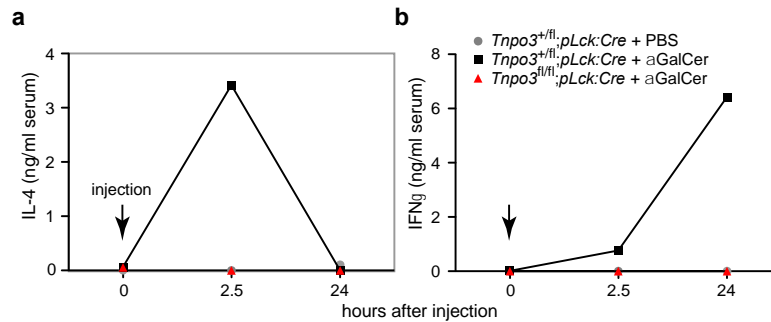 a
b
Tnpo3+/fl;pLck:Cre + PBS
Tnpo3+/fl;pLck:Cre + aGalCer
Tnpo3fl/fl;pLck:Cre + aGalCer
IL-4 (ng/ml serum)
4
3
2
1
0
injection
0
2.5
24
IFNg (ng/ml serum)
8
6
4
2
0
0
2.5
24
hours after injection